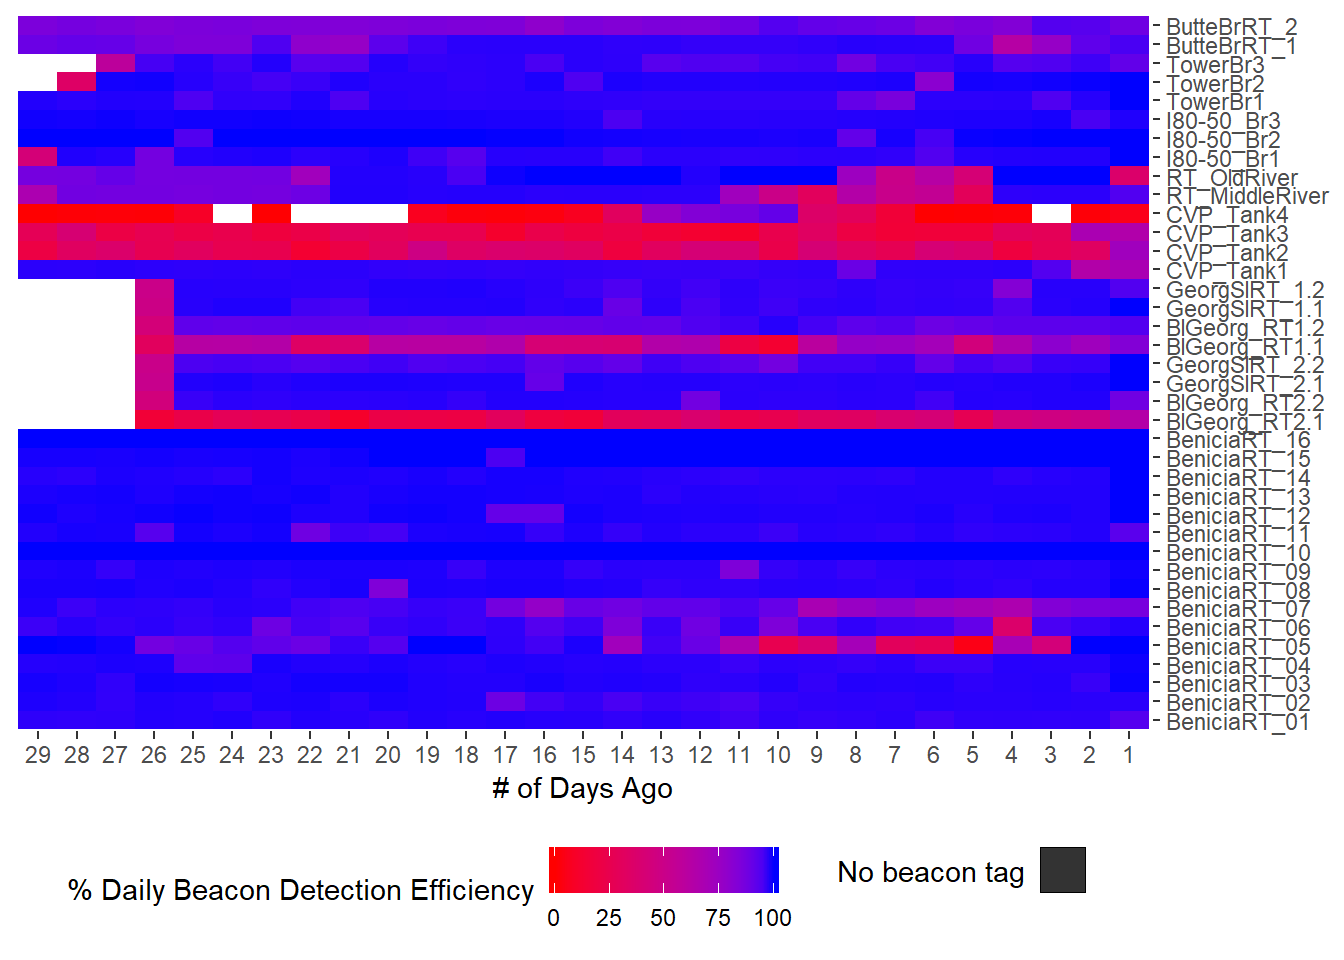 ButteBrRT_2
ButteBrRT_1
TowerBr3
TowerBr2
TowerBr1
I80-50_Br3
I80-50_Br2
I80-50_Br1
RT_OldRiver
RT_MiddleRiver
CVP_Tank4
CVP_Tank3
CVP_Tank2
CVP_Tank1
GeorgSlRT_1.2
GeorgSlRT_1.1
BlGeorg_RT1.2
BlGeorg_RT1.1
GeorgSlRT_2.2
GeorgSlRT_2.1
BlGeorg_RT2.2
BlGeorg_RT2.1
BeniciaRT_16
BeniciaRT_15
BeniciaRT_14
BeniciaRT_13
BeniciaRT_12
BeniciaRT_11
BeniciaRT_10
BeniciaRT_09
BeniciaRT_08
BeniciaRT_07
BeniciaRT_06
BeniciaRT_05
BeniciaRT_04
BeniciaRT_03
BeniciaRT_02
BeniciaRT_01
29 28 27 26 25 24 23 22 21 20 19 18 17 16 15 14 13 12 11 10 9 8 7 6 5 4 3 2 1
# of Days Ago
% Daily Beacon Detection Efficiency
0 25 50 75 100
No beacon tag